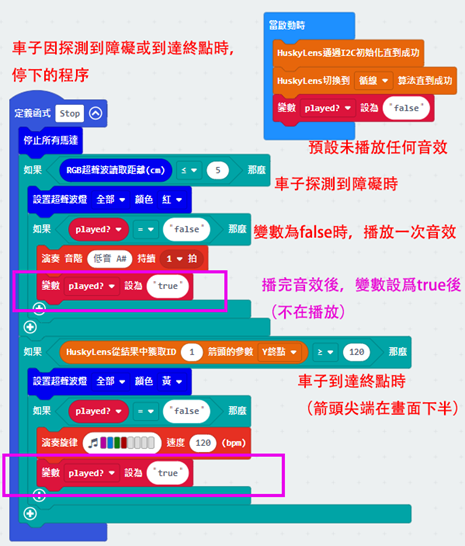 車子因探測到障礙或到達終點時,
停下的程序
當啟動時
HuskyLens通過I2C初始化直到成功
HuskyLens切換到 巡線 算法直到成功
變數 played? 設為 "false"
預設未播放任何音效
定義函式 Stop
停止所有馬達
如果 RGB超聲波讀取距離(cm) ≤ 5 那麼
車子探測到障礙時
設置超聲波燈 全部 顏色 紅
如果 played? = "false" 那麼
變數為false時，播放一次音效
演奏 音階 低音 A# 持續 1 拍
變數 played? 設為 "true"
播完音效後，變數設爲true後
（不在播放）
如果 HuskyLens從結果中獲取ID 1 箭頭的參數 Y終點 ≥ 120 那麼
設置超聲波燈 全部 顏色 黃
車子到達終點時
（箭頭尖端在畫面下半）
如果 played? = "false" 那麼
演奏旋律 速度 120 (bpm)
變數 played? 設為 "true"